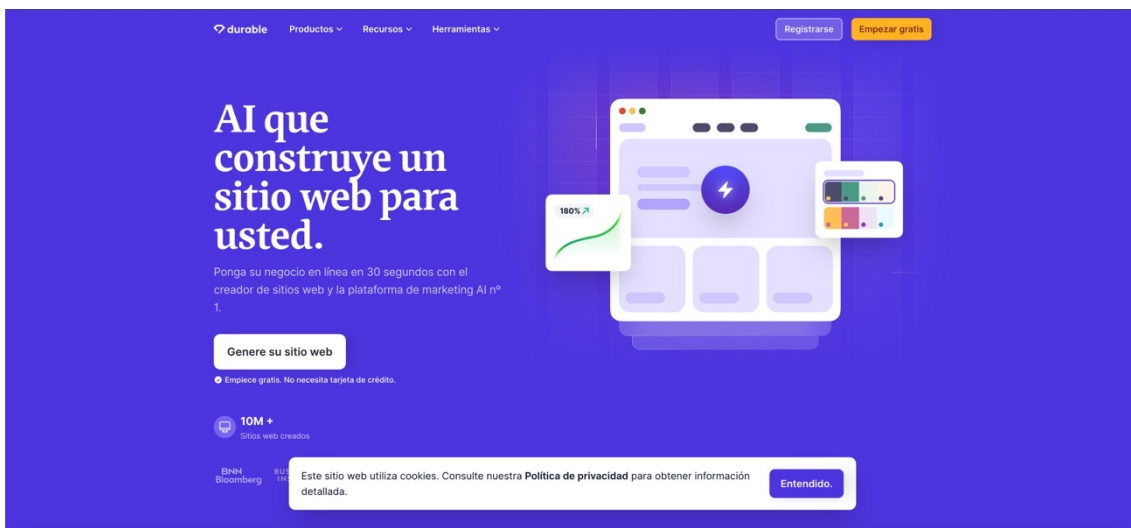 durable
Productos
Recursos
Herramientas
Registrarse
Empezar gratis
AI que
construye un
sitio web para
usted.
Ponga su negocio en línea en 30 segundos con el
creador de sitios web y la plataforma de marketing AI nº
1.
Genere su sitio web
Empiece gratis. No necesita tarjeta de crédito.
10M +
Sitios web creados
180%
BNN
Bloomberg
Este sitio web utiliza cookies. Consulte nuestra Política de privacidad para obtener información
detallada.
Entendido.